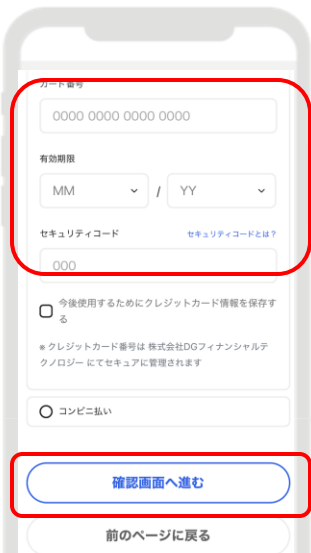 カード番号
0000 0000 0000 0000
有効期限
MM / YY
セキュリティコード セキュリティコードとは？
000
今後使用するためにクレジットカード情報を保存す
る
※ クレジットカード番号は 株式会社DGフィナンシャルテ
クノロジー にてセキュアに管理されます
コンビニ払い
確認画面へ進む
前のページに戻る